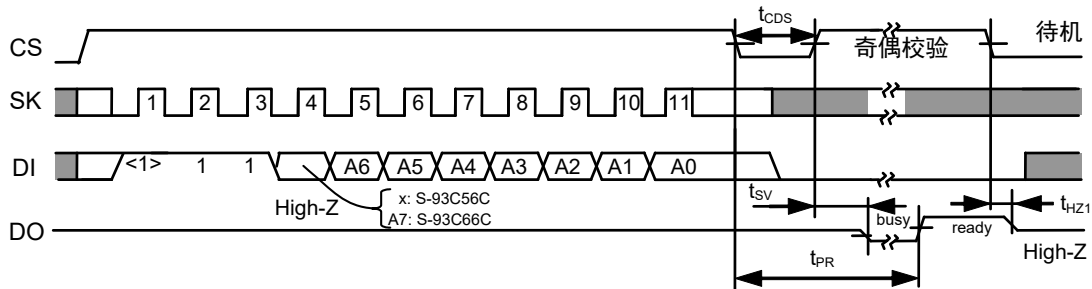 t_CDS
CS 奇偶校验 待机
SK 1 2 3 4 5 6 7 8 9 10 11
DI <1> 1 1 A6 A5 A4 A3 A2 A1 A0
x: S-93C56C
A7: S-93C66C
High-Z
t_SV
busy
ready
t_HZ1
DO
High-Z
t_PR